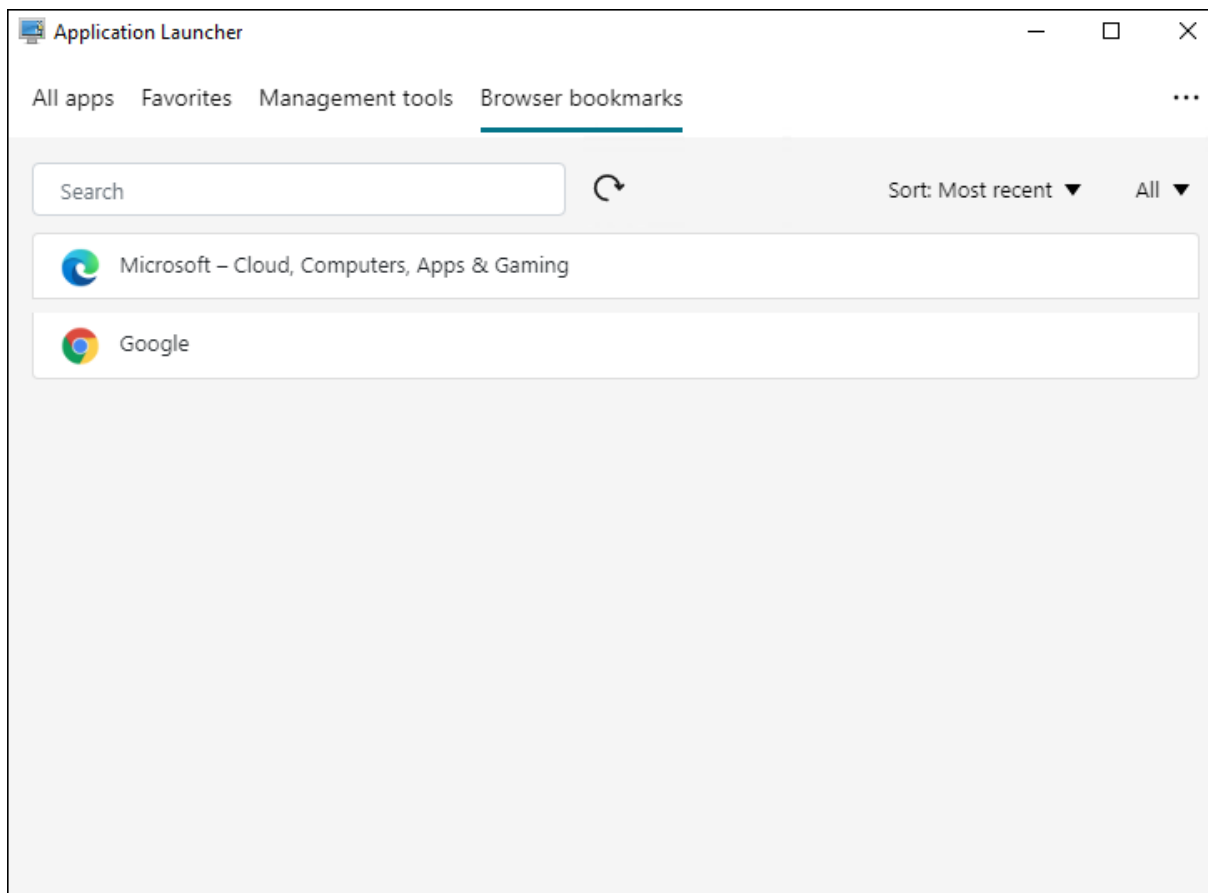 Application Launcher
All apps Favorites Management tools Browser bookmarks ...
Search Sort: Most recent All
Microsoft – Cloud, Computers, Apps & Gaming
Google